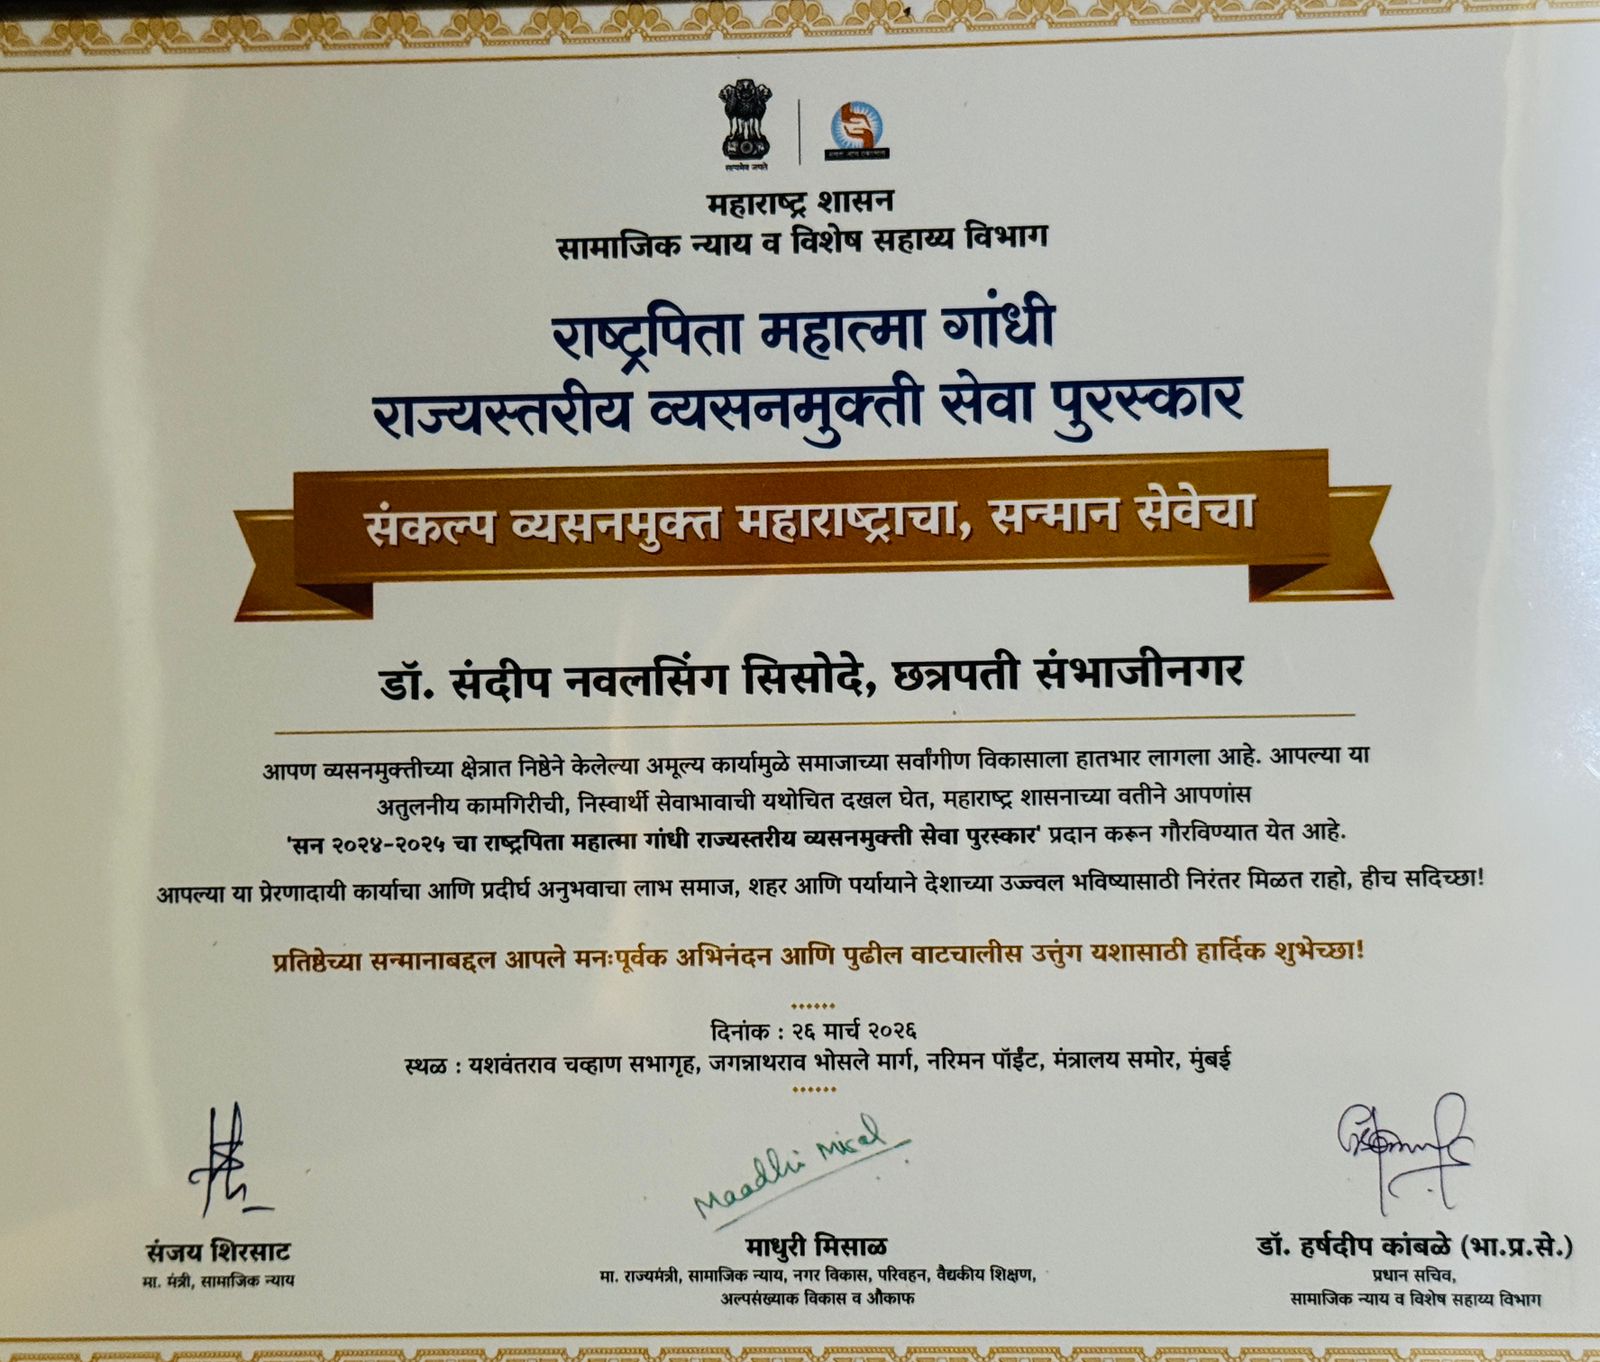 सत्यमेव जयते
महाराष्ट्र शासन
सामाजिक न्याय व विशेष सहाय्य विभाग
राष्ट्रपिता महात्मा गांधी
राज्यस्तरीय व्यसनमुक्ती सेवा पुरस्कार
संकल्प व्यसनमुक्त महाराष्ट्राचा, सन्मान सेवेचा
डॉ. संदीप नवलसिंग सिसोदे, छत्रपती संभाजीनगर
आपण व्यसनमुक्तीच्या क्षेत्रात निष्ठेने केलेल्या अमूल्य कार्यामुळे समाजाच्या सर्वांगीण विकासाला हातभार लागला आहे. आपल्या या
अतुलनीय कामगिरीची, निस्वार्थी सेवाभावाची यथोचित दखल घेत, महाराष्ट्र शासनाच्या वतीने आपणांस
'सन २०२४-२०२५ चा राष्ट्रपिता महात्मा गांधी राज्यस्तरीय व्यसनमुक्ती सेवा पुरस्कार' प्रदान करून गौरविण्यात येत आहे.
आपल्या या प्रेरणादायी कार्याचा आणि प्रदीर्घ अनुभवाचा लाभ समाज, शहर आणि पर्यायाने देशाच्या उज्ज्वल भविष्यासाठी निरंतर मिळत राहो, हीच सदिच्छा!
प्रतिष्ठेच्या सन्मानाबद्दल आपले मनःपूर्वक अभिनंदन आणि पुढील वाटचालीस उत्तुंग यशासाठी हार्दिक शुभेच्छा!
दिनांक : २६ मार्च २०२६
स्थळ : यशवंतराव चव्हाण सभागृह, जगन्नाथराव भोसले मार्ग, नरिमन पॉईंट, मंत्रालय समोर, मुंबई
Maadhi Misal
संजय शिरसाट
मा. मंत्री, सामाजिक न्याय
माधुरी मिसाळ
मा. राज्यमंत्री, सामाजिक न्याय, नगर विकास, परिवहन, वैद्यकीय शिक्षण,
अल्पसंख्याक विकास व औकाफ
डॉ. हर्षदीप कांबळे (भा.प्र.से.)
प्रधान सचिव,
सामाजिक न्याय व विशेष सहाय्य विभाग